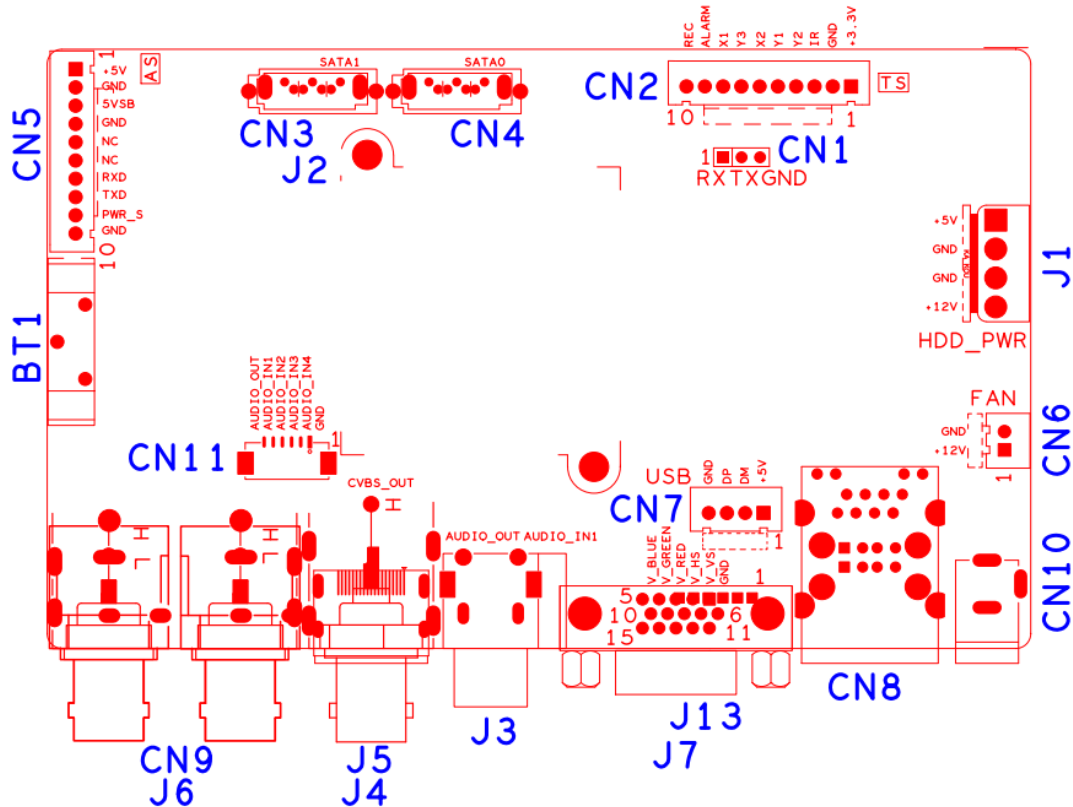 REC
ALARM
X1
Y3
X2
Y1
Y2
IR
GND
+3.3V
1
AS
+5V
GND
5VSB
GND
NC
NC
RXD
TXD
PWR_S
GND
10
CN5
SATA1
CN3
SATA0
CN4
J2
CN2
TS
10
1
CN1
1
RX TX GND
+5V
GND
GND
+12V
J1
HDD_PWR
BT1
AUDIO_OUT
AUDIO_IN1
AUDIO_IN2
AUDIO_IN3
AUDIO_IN4
GND
1
CN11
FAN
GND
+12V
1
CN6
CVBS_OUT
H
L
H
L
H
USB
GND
DP
DM
+5V
CN7
1
AUDIO_OUT
AUDIO_IN1
V_BLUE
V_GREEN
V_RED
V_HS
V_VS
GND
1
5
10
6
15
11
CN10
CN8
CN9
J6
J5
J4
J3
J13
J7